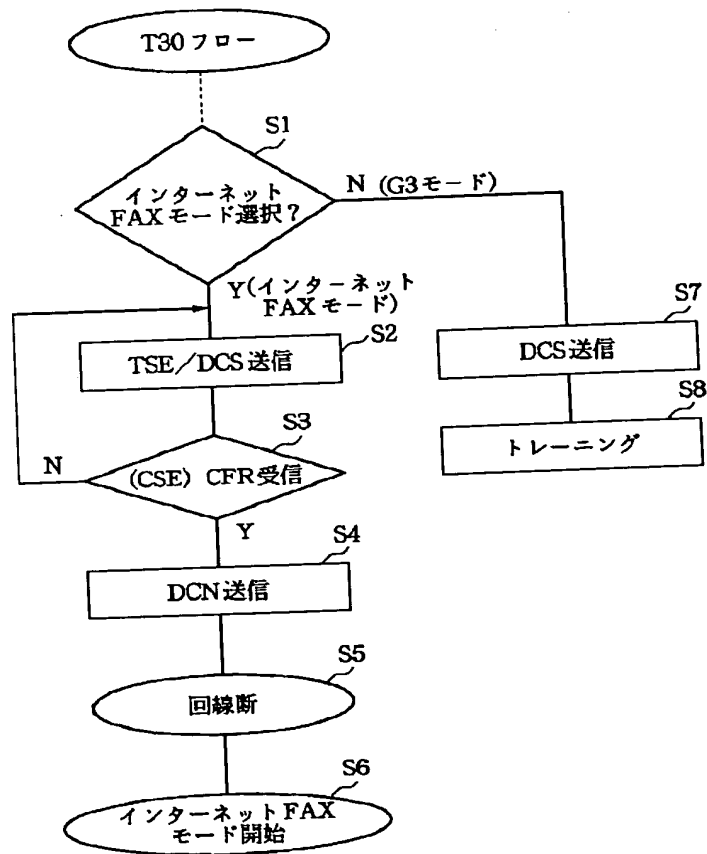 T30フロー
S1
インターネット
FAXモード選択?
N (G3モード)
Y(インターネット
FAXモード)
S2
TSE/DCS送信
S7
DCS送信
S8
トレーニング
S3
(CSE) CFR受信
N
Y
S4
DCN送信
S5
回線断
S6
インターネットFAX
モード開始